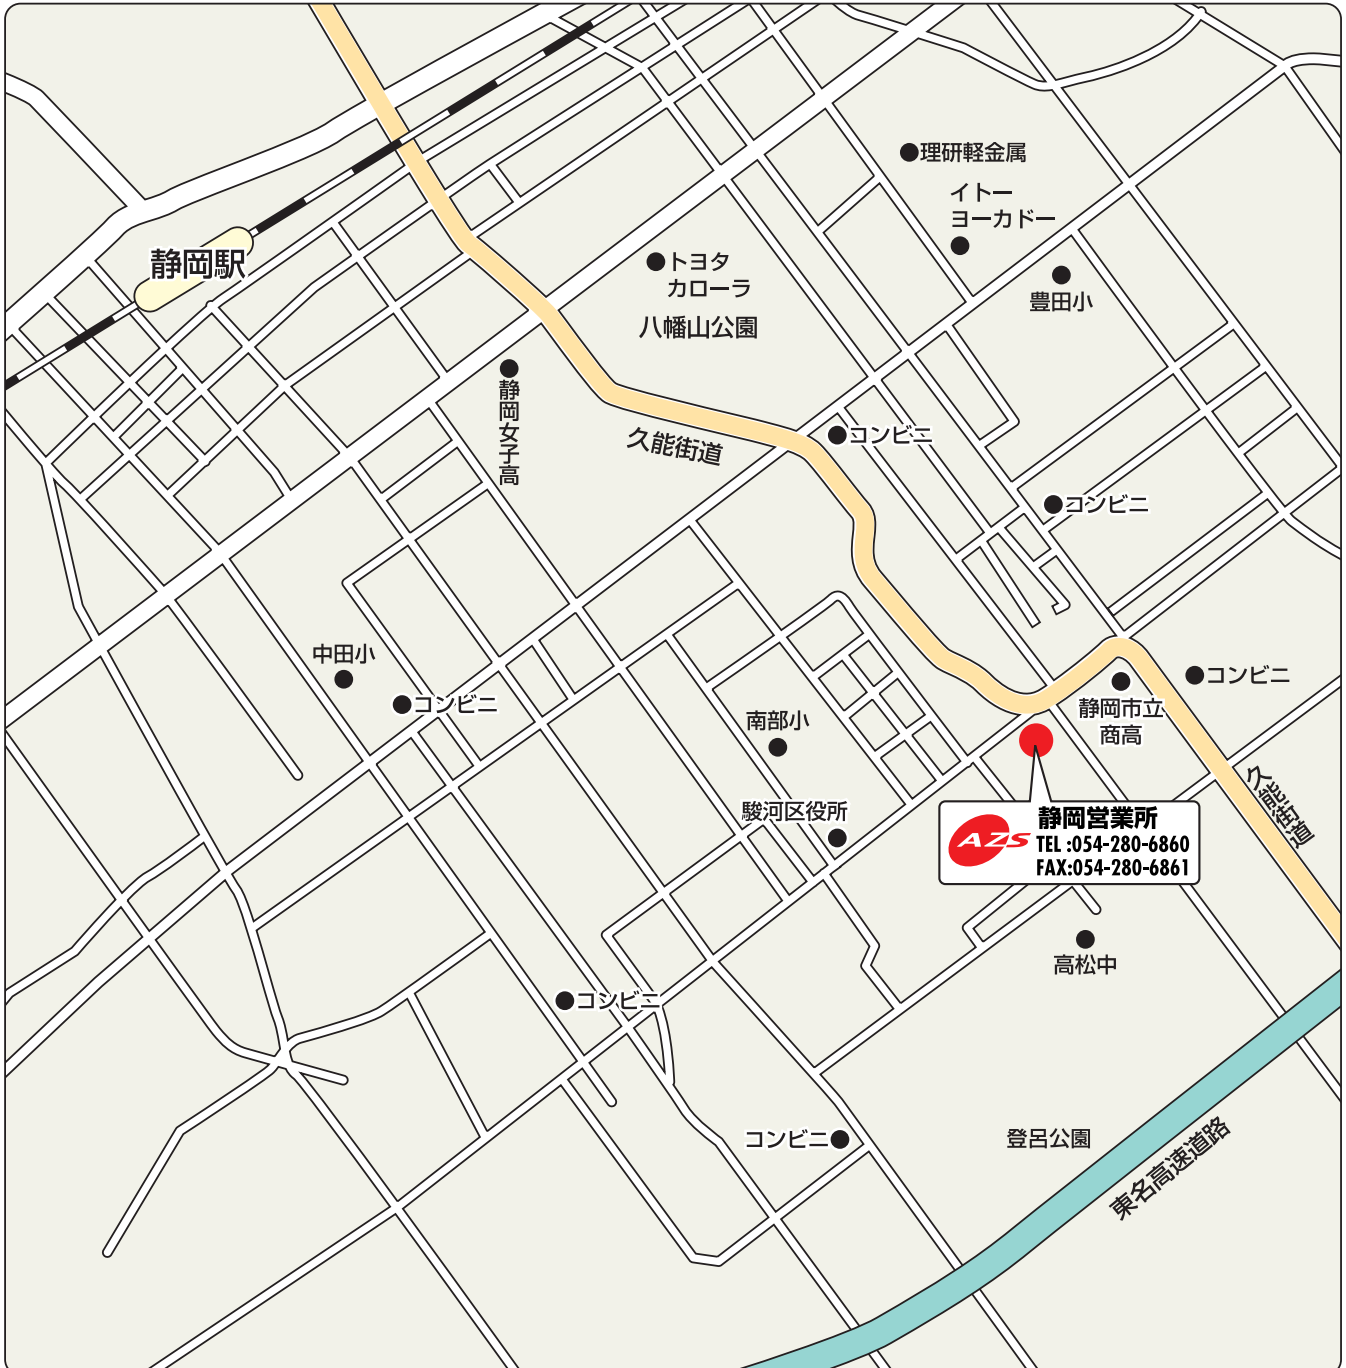 理研軽金属
イトー
ヨーカドー
静岡駅
トヨタ
カローラ
豊田小
八幡山公園
静岡女子高
久能街道
コンビニ
コンビニ
中田小
コンビニ
コンビニ
静岡市立
商高
南部小
久能街道
駿河区役所
AZS
静岡営業所
TEL:054-280-6860
FAX:054-280-6861
高松中
コンビニ
コンビニ
登呂公園
東名高速道路